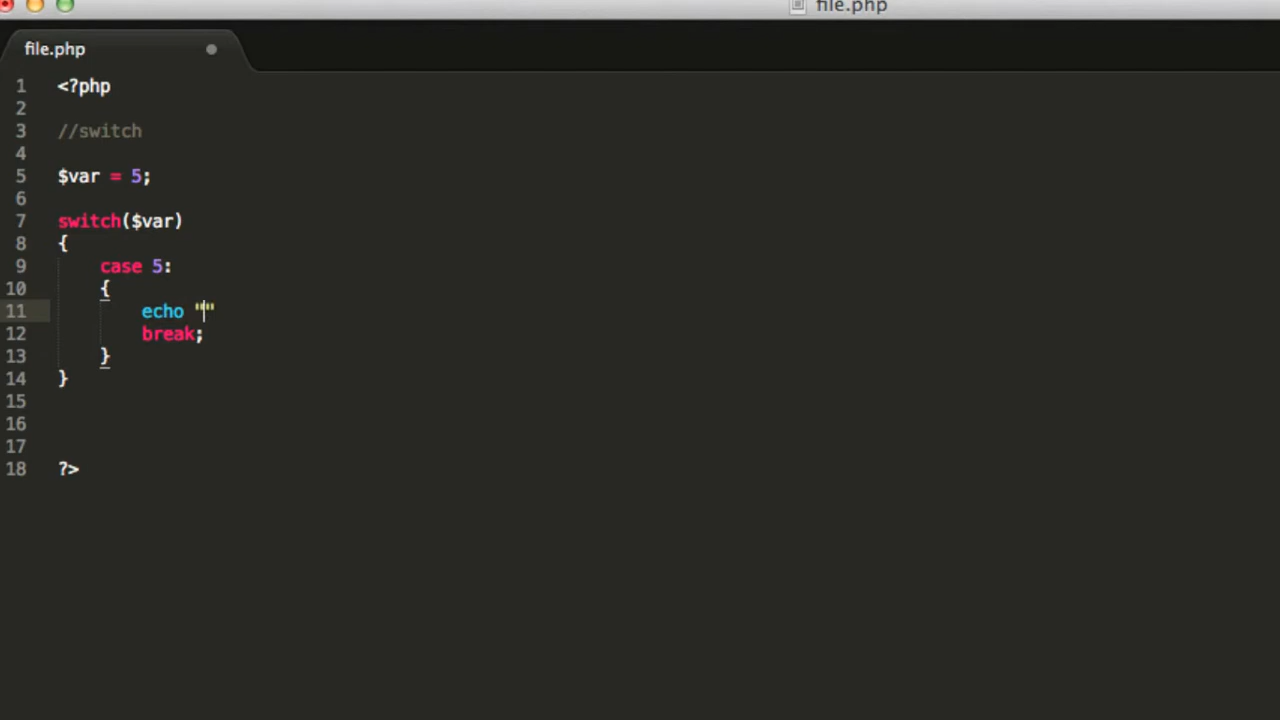 file.php
file.php
1 <?php
2
3 //switch
4
5 $var = 5;
6
7 switch($var)
8 {
9 case 5:
10 {
11 echo ""
12 break;
13 }
14 }
15
16
17
18 ?>